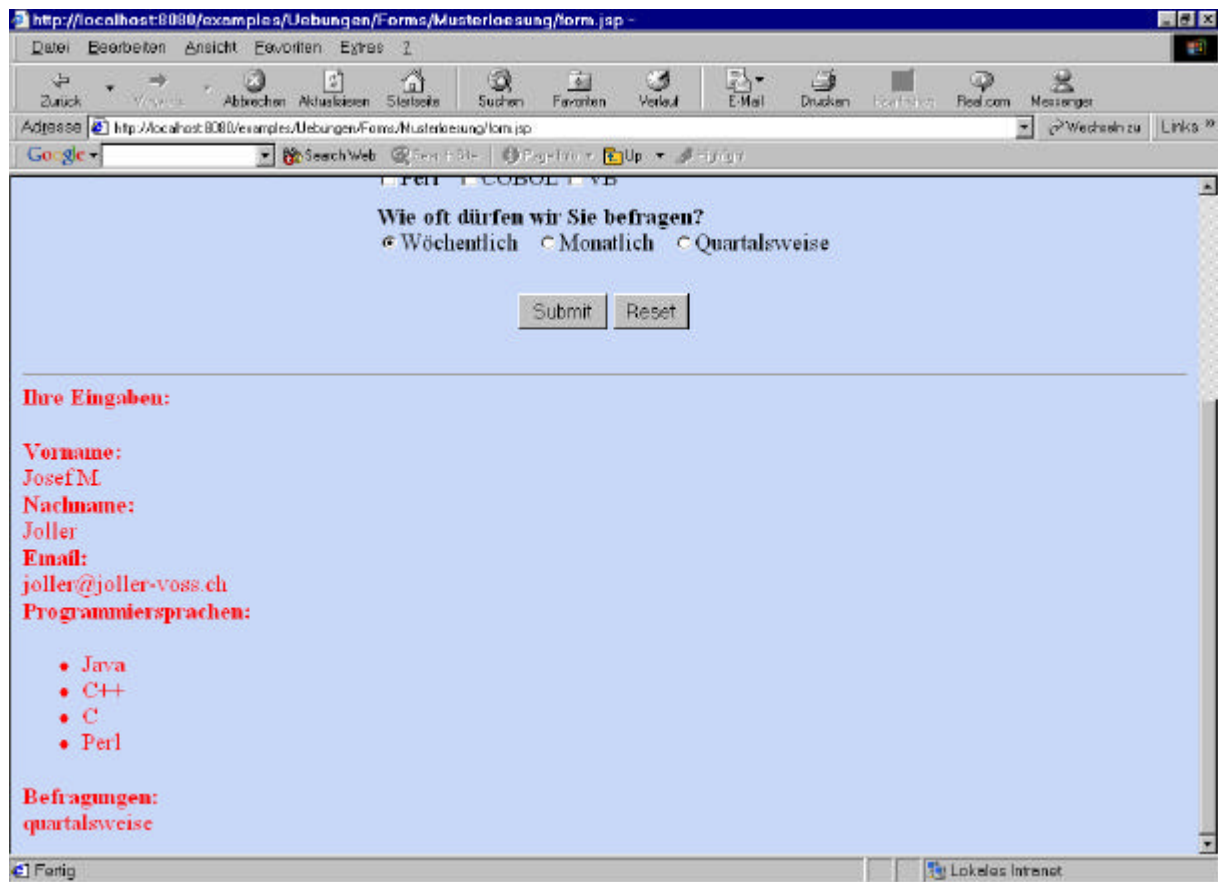 http://localhost:8080/examples/Uebungen/Forms/Musterloesung/form.jsp -
Datei Bearbeiten Ansicht Favoriten Extras ?
Zurück Abbrechen Aktualisieren Startseite Suchen Favoriten Verlauf E-Mail Drucken Real.com Messenger
Adresse http://localhost:8080/examples/Uebungen/Forms/Musterloesung/form.jsp Wechseln zu Links »
Google Search Web Up
Perl COBOL VB
Wie oft dürfen wir Sie befragen?
Wöchentlich Monatlich Quartalsweise
Submit Reset
Ihre Eingaben:
Vorname:
Josef M.
Nachname:
Joller
Email:
joller@joller-voss.ch
Programmiersprachen:
Java
C++
C
Perl
Befragungen:
quartalsweise
Fertig Lokales Intranet